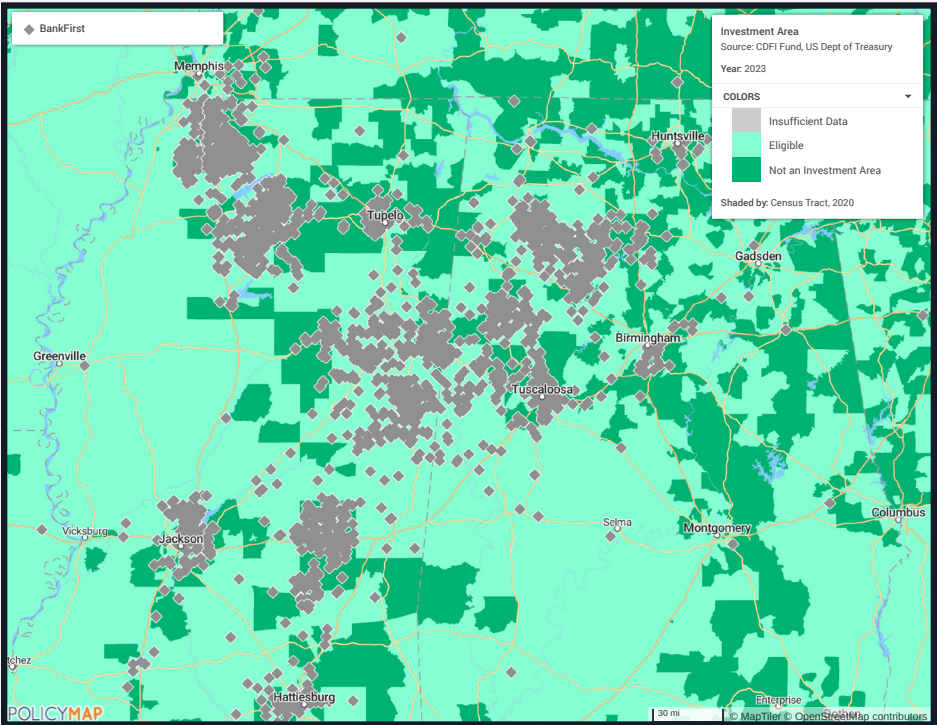 BankFirst
Investment Area
Source: CDFI Fund, US Dept of Treasury
Year: 2023
COLORS
Insufficient Data
Eligible
Not an Investment Area
Shaded by: Census Tract, 2020
Memphis
Huntsville
Tupelo
Gadsden
Birmingham
Greenville
Tuscaloosa
Columbus
Selma
Montgomery
Vicksburg
Jackson
tchez
Hattiesburg
Enterprise
Dothan
POLICYMAP
30 mi
© MapTiler © OpenStreetMap contributors